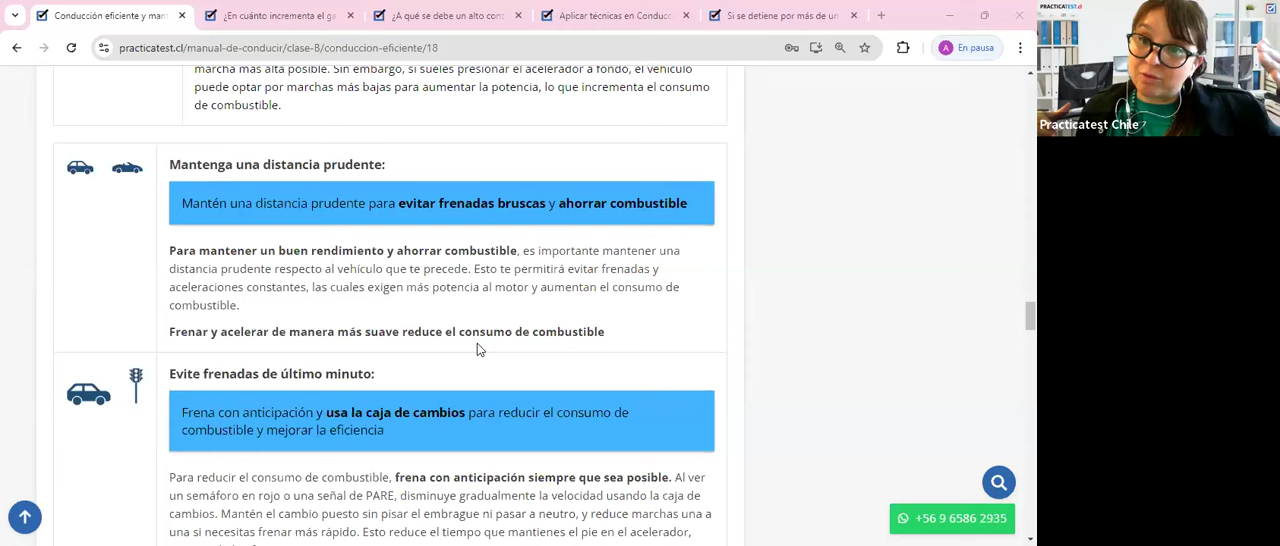 Conducción eficiente y mant
¿En cuánto incrementa el ga
¿A qué se debe un alto cont
Aplicar técnicas en Conducc
Si se detiene por más de un
practicatest.cl/manual-de-conducir/clase-B/conduccion-eficiente/18
A
En pausa
PRACTICATEST.cl
Practicatest Chile
marcha más alta posible. Sin embargo, si sueles presionar el acelerador a fondo, el vehículo
puede optar por marchas más bajas para aumentar la potencia, lo que incrementa el consumo
de combustible.
Mantenga una distancia prudente:
Mantén una distancia prudente para evitar frenadas bruscas y ahorrar combustible
Para mantener un buen rendimiento y ahorrar combustible, es importante mantener una
distancia prudente respecto al vehículo que te precede. Esto te permitirá evitar frenadas y
aceleraciones constantes, las cuales exigen más potencia al motor y aumentan el consumo de
combustible.
Frenar y acelerar de manera más suave reduce el consumo de combustible
Evite frenadas de último minuto:
Frena con anticipación y usa la caja de cambios para reducir el consumo de
combustible y mejorar la eficiencia
Para reducir el consumo de combustible, frena con anticipación siempre que sea posible. Al ver
un semáforo en rojo o una señal de PARE, disminuye gradualmente la velocidad usando la caja de
cambios. Mantén el cambio puesto sin pisar el embrague ni pasar a neutro, y reduce marchas una a
una si necesitas frenar más rápido. Esto reduce el tiempo que mantienes el pie en el acelerador,
+56 9 6586 2935